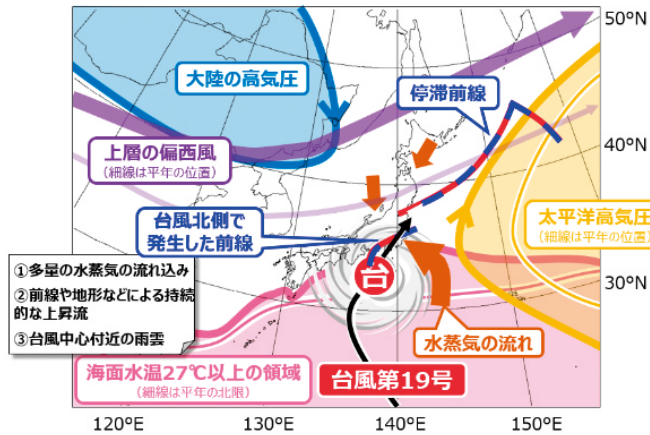 50°N
大陸の高気圧
停滞前線
40°N
上層の偏西風
(細線は平年の位置)
台風北側で
発生した前線
太平洋高気圧
(細線は平年の位置)
①多量の水蒸気の流れ込み
②前線や地形などによる持続
的な上昇流
③台風中心付近の雨雲
台
30°N
水蒸気の流れ
海面水温27℃以上の領域
(細線は平年の北限)
台風第19号
120°E
130°E
140°E
150°E